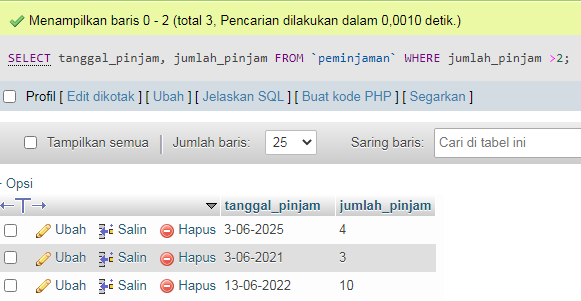 Menampilkan baris 0 - 2 (total 3, Pencarian dilakukan dalam 0,0010 detik.)
SELECT tanggal_pinjam, jumlah_pinjam FROM `peminjaman` WHERE jumlah_pinjam >2;
Profil [ Edit dikotak ] [ Ubah ] [ Jelaskan SQL ] [ Buat kode PHP ] [ Segarkan ]
Tampilkan semua | Jumlah baris: 25 Saring baris: Cari di tabel ini
+ Opsi
←T→ tanggal_pinjam jumlah_pinjam
Ubah Salin Hapus 3-06-2025 4
Ubah Salin Hapus 3-06-2021 3
Ubah Salin Hapus 13-06-2022 10